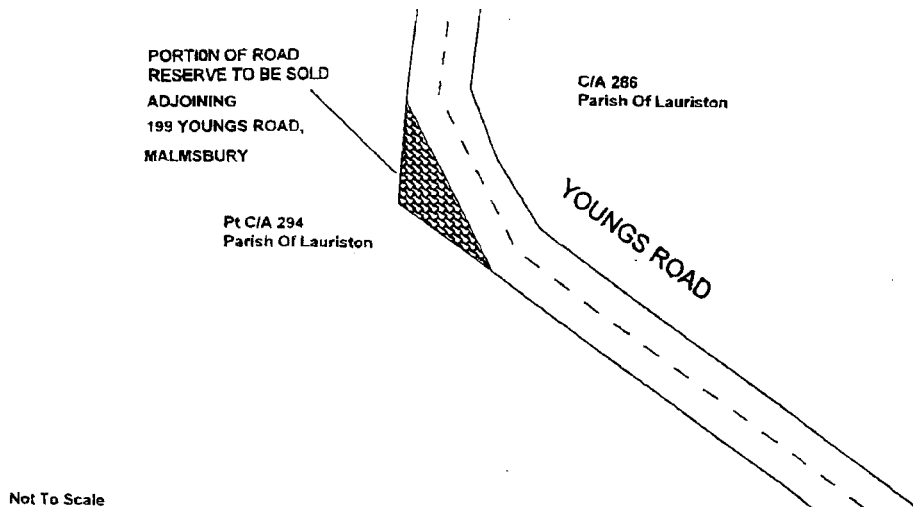 PORTION OF ROAD
RESERVE TO BE SOLD
ADJOINING
199 YOUNGS ROAD,
MALMSBURY
C/A 286
Parish Of Lauriston
YOUNGS ROAD
Pt C/A 294
Parish Of Lauriston
Not To Scale